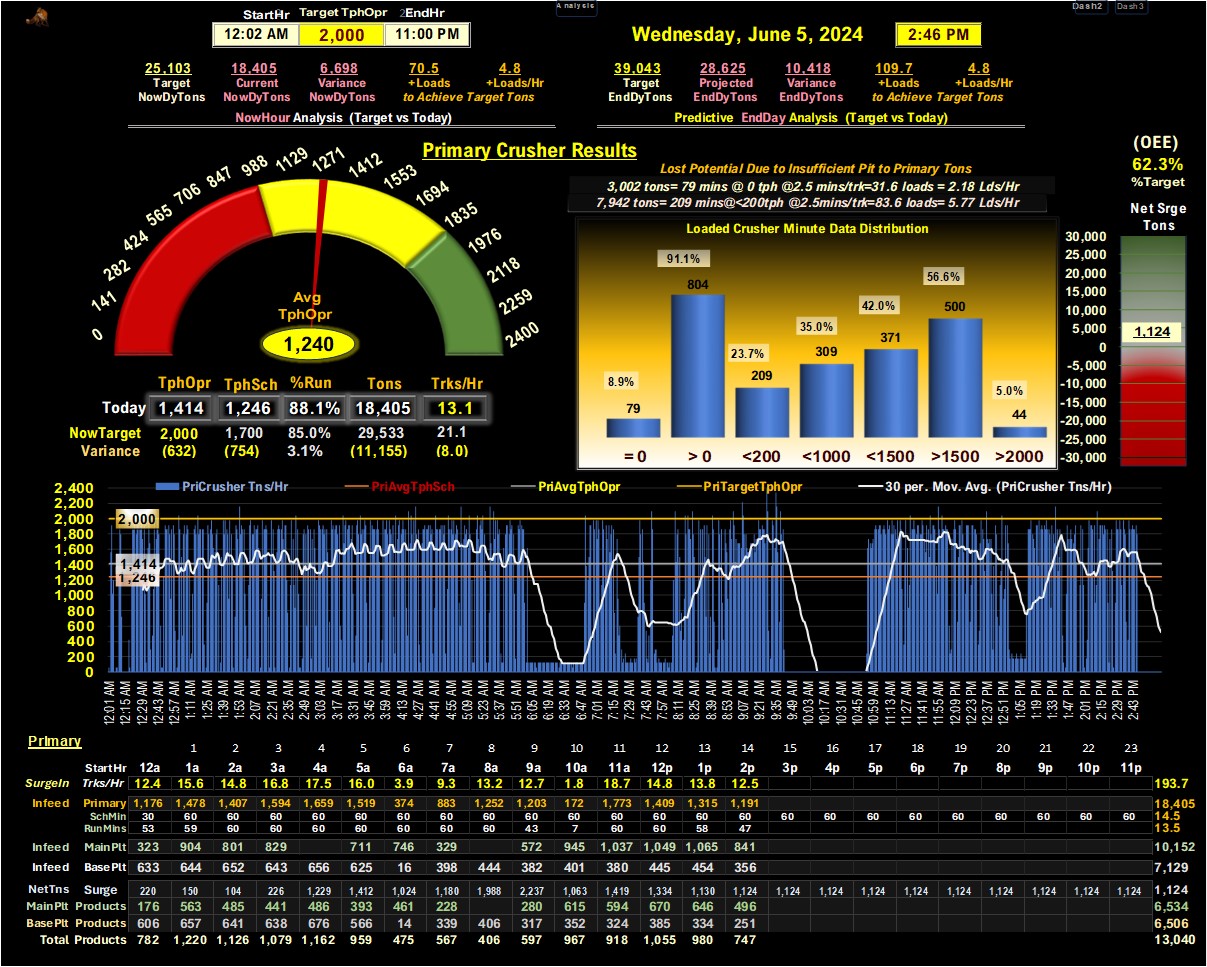 Analysis
Dash2 Dash3
StartHr Target TphOpr 2EndHr
12:02 AM 2,000 11:00 PM
Wednesday, June 5, 2024 2:46 PM
25,103 18,405 6,698 70.5 4.8
Target Current Variance +Loads +Loads/Hr
NowDyTons NowDyTons NowDyTons to Achieve Target Tons
NowHour Analysis (Target vs Today)
39,043 28,625 10,418 109.7 4.8
Target Projected Variance +Loads +Loads/Hr
EndDyTons EndDyTons EndDyTons to Achieve Target Tons
Predictive EndDay Analysis (Target vs Today)
Primary Crusher Results
0 141 282 424 565 706 847 988 1129 1271 1412 1553 1694 1835 1976 2118 2259 2400
Avg
TphOpr
1,240
TphOpr TphSch %Run Tons Trks/Hr
Today 1,414 1,246 88.1% 18,405 13.1
NowTarget 2,000 1,700 85.0% 29,533 21.1
Variance (632) (754) 3.1% (11,155) (8.0)
Lost Potential Due to Insufficient Pit to Primary Tons
3,002 tons= 79 mins @ 0 tph @2.5 mins/trk=31.6 loads = 2.18 Lds/Hr
7,942 tons= 209 mins@<200tph @2.5mins/trk=83.6 loads= 5.77 Lds/Hr
Loaded Crusher Minute Data Distribution
8.9% 91.1% 23.7% 35.0% 42.0% 56.6% 5.0%
79 804 209 309 371 500 44
= 0 > 0 <200 <1000 <1500 >1500 >2000
(OEE)
62.3%
%Target
Net Srge
Tons
30,000
25,000
20,000
15,000
10,000
5,000
0
-5,000
-10,000
-15,000
-20,000
-25,000
-30,000
1,124
PriCrusher Tns/Hr PriAvgTphSch PriAvgTphOpr PriTargetTphOpr 30 per. Mov. Avg. (PriCrusher Tns/Hr)
2,400
2,200
2,000
1,800
1,600
1,400
1,200
1,000
800
600
400
200
0
2,000
1,414
1,246
12:01 AM 12:15 AM 12:29 AM 12:43 AM 12:57 AM 1:11 AM 1:25 AM 1:39 AM 1:53 AM 2:07 AM 2:21 AM 2:35 AM 2:49 AM 3:03 AM 3:17 AM 3:31 AM 3:45 AM 3:59 AM 4:13 AM 4:27 AM 4:41 AM 4:55 AM 5:09 AM 5:23 AM 5:37 AM 5:51 AM 6:05 AM 6:19 AM 6:33 AM 6:47 AM 7:01 AM 7:15 AM 7:29 AM 7:43 AM 7:57 AM 8:11 AM 8:25 AM 8:39 AM 8:53 AM 9:07 AM 9:21 AM 9:35 AM 9:49 AM 10:03 AM 10:17 AM 10:31 AM 10:45 AM 10:59 AM 11:13 AM 11:27 AM 11:41 AM 11:55 AM 12:09 PM 12:23 PM 12:37 PM 12:51 PM 1:05 PM 1:19 PM 1:33 PM 1:47 PM 2:01 PM 2:15 PM 2:29 PM 2:43 PM
Primary
1 2 3 4 5 6 7 8 9 10 11 12 13 14 15 16 17 18 19 20 21 22 23
StartHr 12a 1a 2a 3a 4a 5a 6a 7a 8a 9a 10a 11a 12p 1p 2p 3p 4p 5p 6p 7p 8p 9p 10p 11p
SurgeIn Trks/Hr 12.4 15.6 14.8 16.8 17.5 16.0 3.9 9.3 13.2 12.7 1.8 18.7 14.8 13.8 12.5 193.7
Infeed Primary 1,176 1,478 1,407 1,594 1,659 1,519 374 883 1,252 1,203 172 1,773 1,409 1,315 1,191 18,405
SchMin 30 60 60 60 60 60 60 60 60 60 60 60 60 60 60 60 60 60 60 60 60 60 60 60 14.5
RunMins 53 59 60 60 60 60 60 60 60 43 7 60 60 58 47 13.5
Infeed MainPlt 323 904 801 829 711 746 329 572 945 1,037 1,049 1,065 841 10,152
Infeed BasePlt 633 644 652 643 656 625 16 398 444 382 401 380 445 454 356 7,129
NetTns Surge 220 150 104 226 1,229 1,412 1,024 1,180 1,988 2,237 1,063 1,419 1,334 1,130 1,124 1,124 1,124 1,124 1,124 1,124 1,124 1,124 1,124 1,124 1,124
MainPlt Products 176 563 485 441 486 393 461 228 280 615 594 670 646 496 6,534
BasePlt Products 606 657 641 638 676 566 14 339 406 317 352 324 385 334 251 6,506
Total Products 782 1,220 1,126 1,079 1,162 959 475 567 406 597 967 918 1,055 980 747 13,040